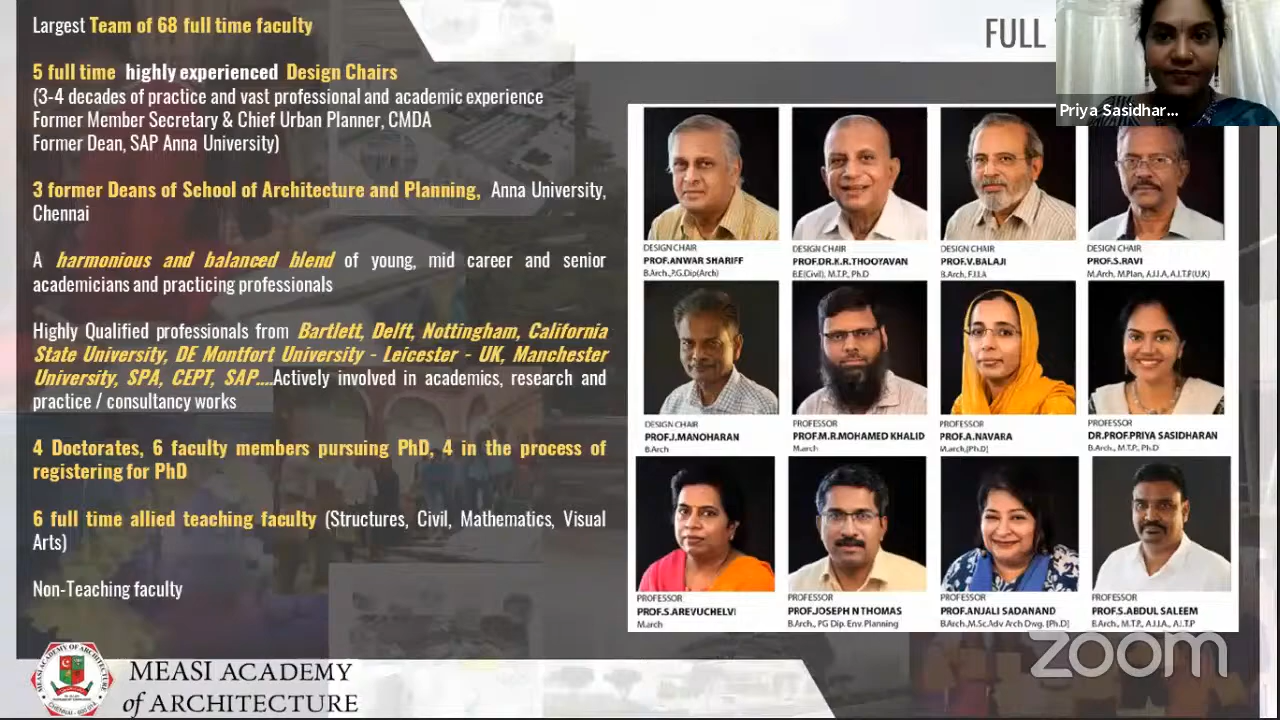 Largest Team of 68 full time faculty
5 full time highly experienced Design Chairs
(3-4 decades of practice and vast professional and academic experience
Former Member Secretary & Chief Urban Planner, CMDA
Former Dean, SAP Anna University)
3 former Deans of School of Architecture and Planning, Anna University,
Chennai
A harmonious and balanced blend of young, mid career and senior
academicians and practicing professionals
Highly Qualified professionals from Bartlett, Delft, Nottingham, California
State University, DE Montfort University - Leicester - UK, Manchester
University, SPA, CEPT, SAP....Actively involved in academics, research and
practice / consultancy works
4 Doctorates, 6 faculty members pursuing PhD, 4 in the process of
registering for PhD
6 full time allied teaching faculty (Structures, Civil, Mathematics, Visual
Arts)
Non-Teaching faculty
MEASI ACADEMY
of ARCHITECTURE
FULL
Priya Sasidhar...
DESIGN CHAIR
PROF.ANWAR SHARIFF
B.Arch.,P.G.Dip(Arch)
DESIGN CHAIR
PROF.DR.K.R.THOOYAVAN
B.E(Civil), M.T.P., Ph.D
DESIGN CHAIR
PROF.V.BALAJI
B.Arch, F.I.I.A
DESIGN CHAIR
PROF.S.RAVI
M.Arch, M.Plan, A.I.I.A, A.I.T.P(U.K)
DESIGN CHAIR
PROF.J.MANOHARAN
B.Arch
PROFESSOR
PROF.M.R.MOHAMED KHALID
M.arch
PROFESSOR
PROF.A.NAVARA
M.arch,[Ph.D]
PROFESSOR
DR.PROF.PRIYA SASIDHARAN
B.Arch., M.T.P., Ph.D
PROFESSOR
PROF.S.AREVUCHELVI
M.arch
PROFESSOR
PROF.JOSEPH N THOMAS
B.Arch., PG Dip. Env. Planning
PROFESSOR
PROF.ANJALI SADANAND
B.Arch.,M.Sc.Adv Arch Dwg. [Ph.D]
PROFESSOR
PROF.S.ABDUL SALEEM
B.Arch., M.T.P., A.I.I.A., A.I.T.P
zoom